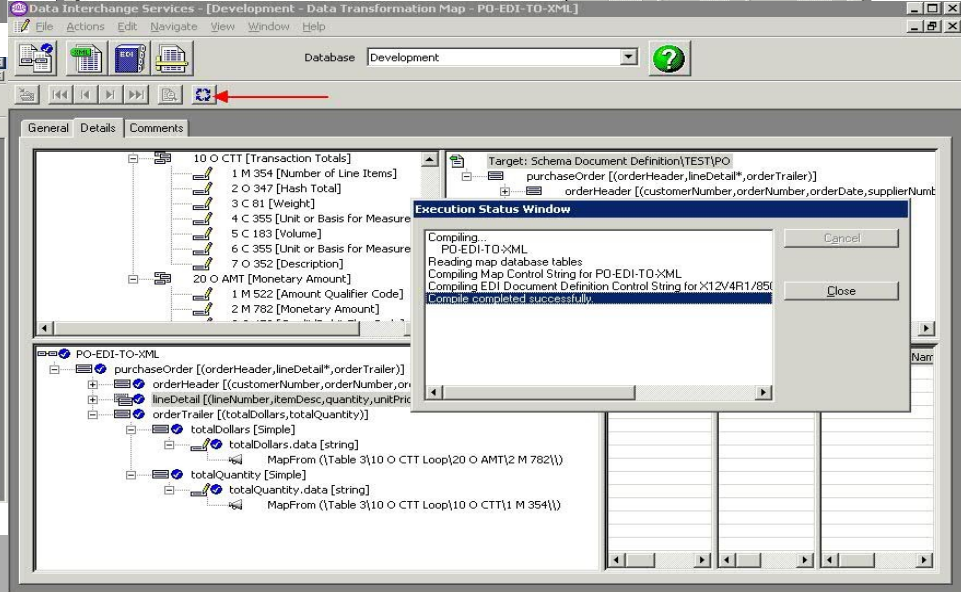 Data Interchange Services - [Development - Data Transformation Map - PO-EDI-TO-XML]
File Actions Edit Navigate View Window Help
EDI
Database Development
General Details Comments
10 O CTT [Transaction Totals]
1 M 354 [Number of Line Items]
2 O 347 [Hash Total]
3 C 81 [Weight]
4 C 355 [Unit or Basis for Measure
5 C 183 [Volume]
6 C 355 [Unit or Basis for Measure
7 O 352 [Description]
20 O AMT [Monetary Amount]
1 M 522 [Amount Qualifier Code]
2 M 782 [Monetary Amount]
Target: Schema Document Definition\TEST\PO
purchaseOrder [(orderHeader,lineDetail*,orderTrailer)]
orderHeader [(customerNumber,orderNumber,orderDate,supplierNumb
Execution Status Window
Compiling...
PO-EDI-TO-XML
Reading map database tables
Compiling Map Control String for PO-EDI-TO-XML
Compiling EDI Document Definition Control String for X12V4R1/850
Compile completed successfully.
Cancel
Close
PO-EDI-TO-XML
purchaseOrder [(orderHeader,lineDetail*,orderTrailer)]
orderHeader [(customerNumber,orderNumber,or
lineDetail [(lineNumber,itemDesc,quantity,unitPric
orderTrailer [(totalDollars,totalQuantity)]
totalDollars [Simple]
totalDollars.data [string]
MapFrom (\Table 3\10 O CTT Loop\20 O AMT\2 M 782\\)
totalQuantity [Simple]
totalQuantity.data [string]
MapFrom (\Table 3\10 O CTT Loop\10 O CTT\1 M 354\\)
Nam